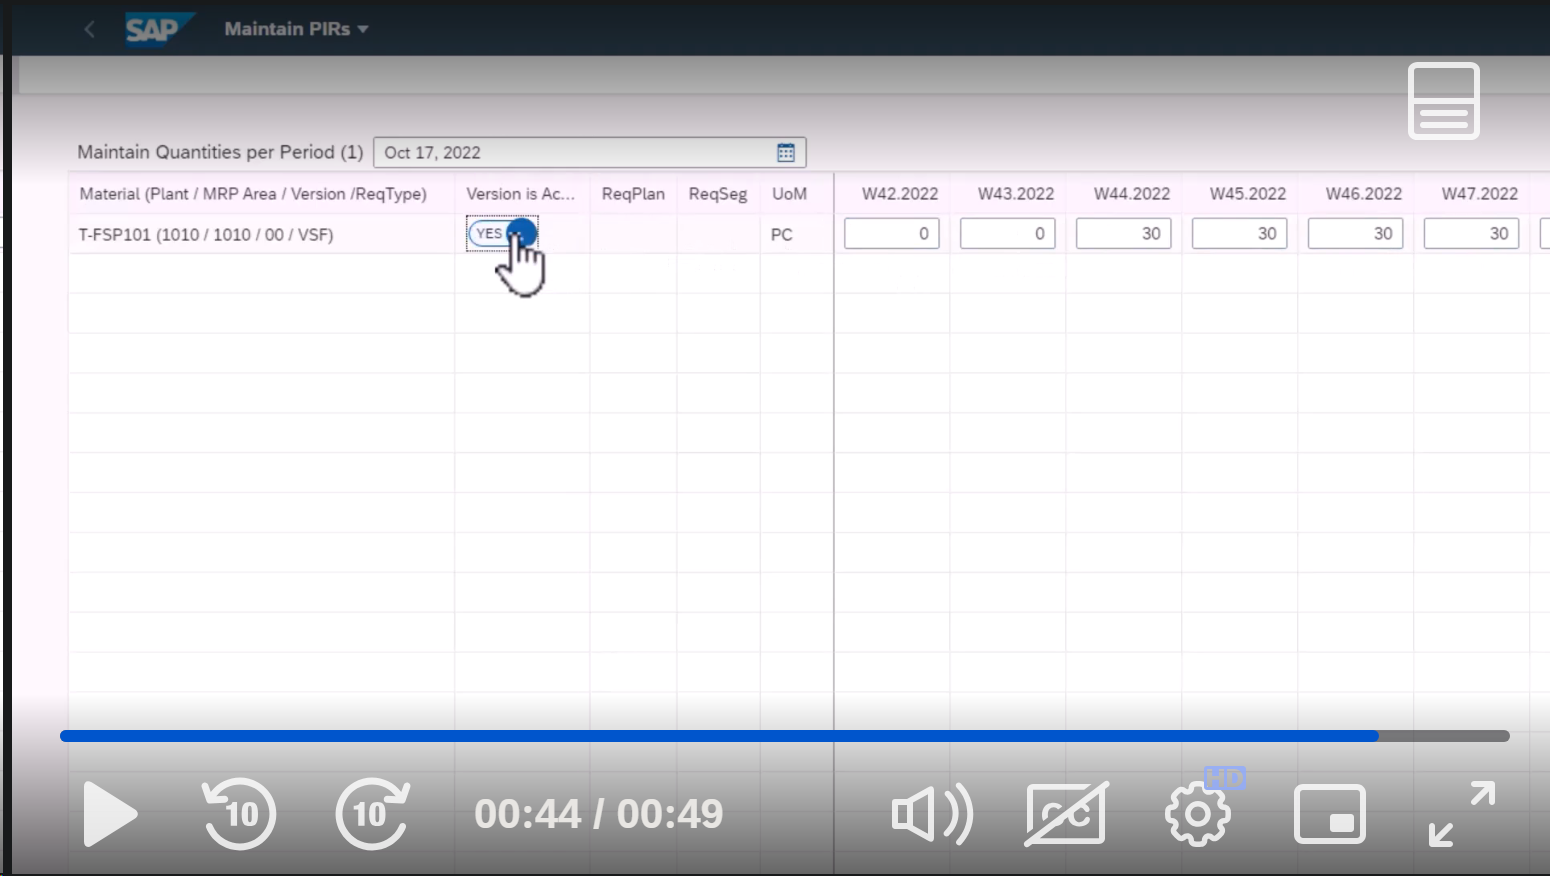 SAP Maintain PIRs
Maintain Quantities per Period (1) Oct 17, 2022
Material (Plant / MRP Area / Version /ReqType) Version is Ac... ReqPlan ReqSeg UoM W42.2022 W43.2022 W44.2022 W45.2022 W46.2022 W47.2022
T-FSP101 (1010 / 1010 / 00 / VSF) YES PC 0 0 30 30 30 30
HD
10 10 00:44 / 00:49 CC